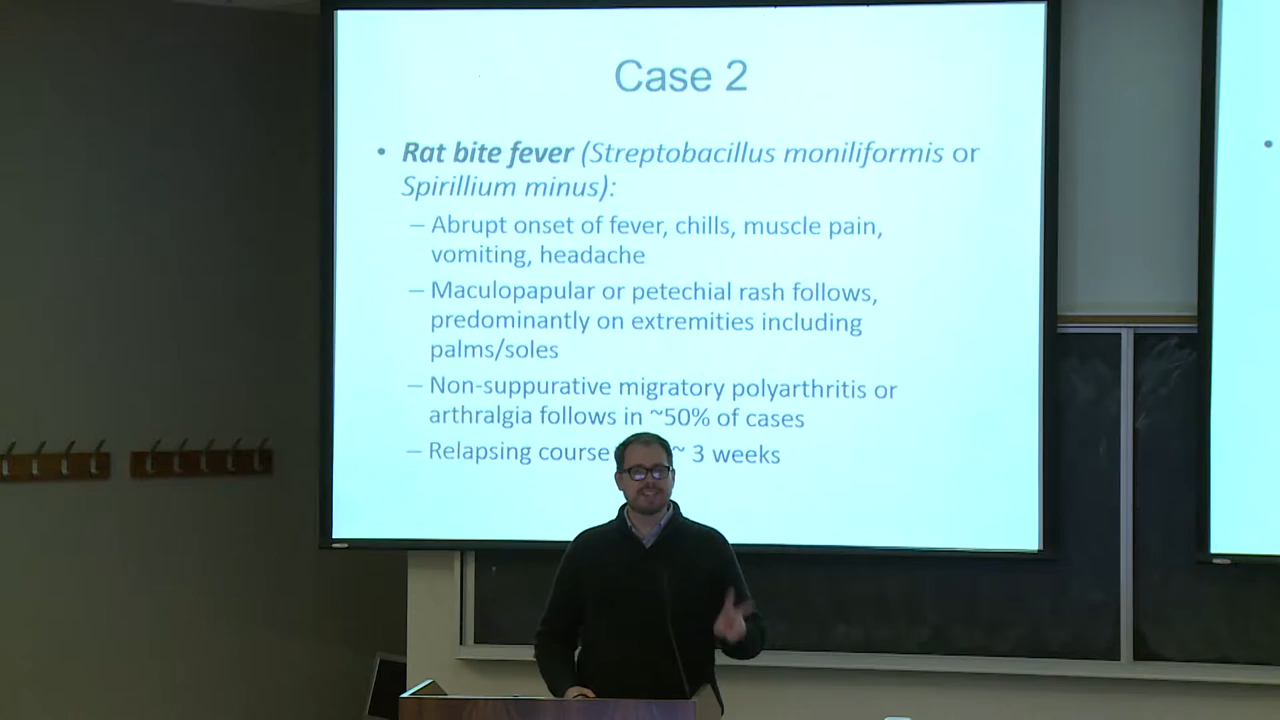 Case 2
• Rat bite fever (Streptobacillus moniliformis or
Spirillium minus):
– Abrupt onset of fever, chills, muscle pain,
vomiting, headache
– Maculopapular or petechial rash follows,
predominantly on extremities including
palms/soles
– Non-suppurative migratory polyarthritis or
arthralgia follows in ~50% of cases
– Relapsing course ~ 3 weeks